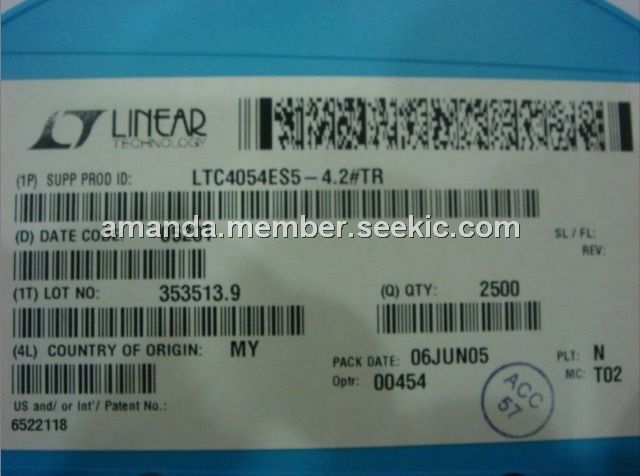 LINEAR
TECHNOLOGY
(1P) SUPP PROD ID: LTC4054ES5-4.2#TR
amanda.member.seekic.com
(D) DATE CODE:
SL / FL:
REV:
(1T) LOT NO: 353513.9
(Q) QTY: 2500
(4L) COUNTRY OF ORIGIN: MY
PACK DATE: 06JUN05
PLT: N
Optr: 00454
MC: T02
ACC
57
US and/ or Int'/ Patent No.:
6522118